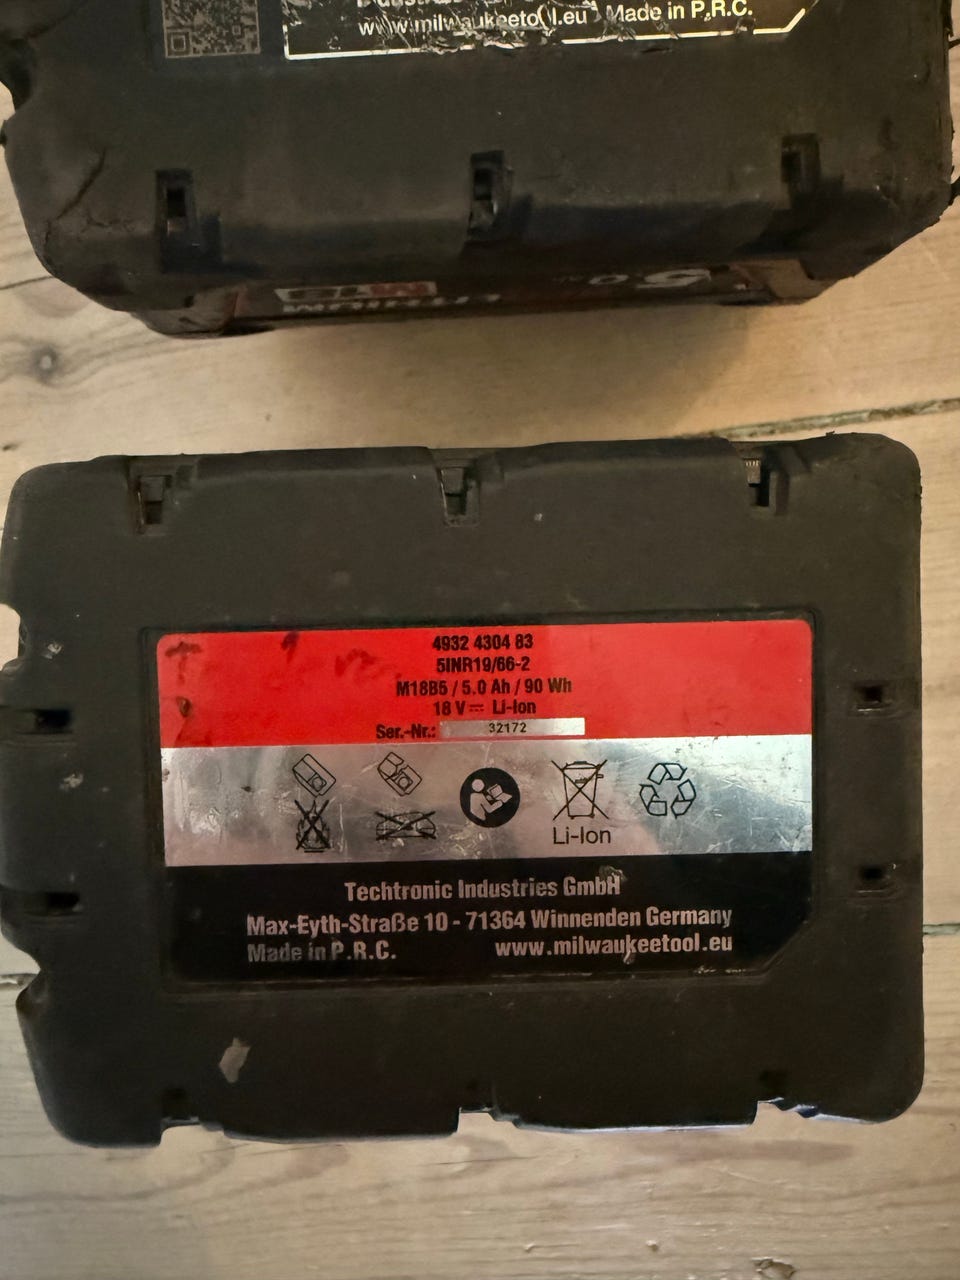 www.milwaukeetool.eu Made in P.R.C.
5.0
4932 4304 83
5INR19/66-2
M18B5 / 5.0 Ah / 90 Wh
18 V Li-Ion
Ser.-Nr.: 32172
Li-Ion
Techtronic Industries GmbH
Max-Eyth-Straße 10 - 71364 Winnenden Germany
Made in P.R.C. www.milwaukeetool.eu